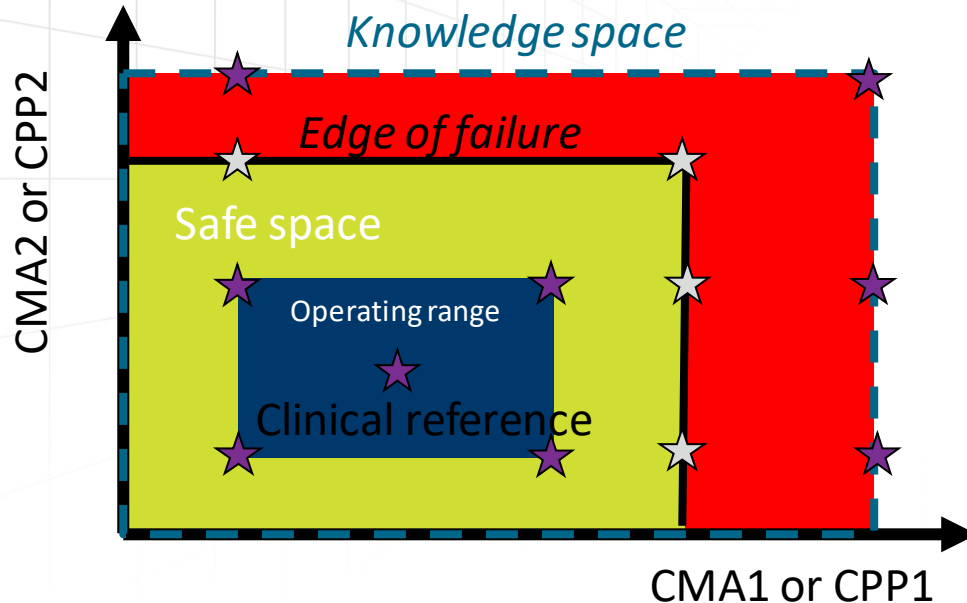 Knowledge space
Edge of failure
Safe space
Operating range
Clinical reference
CMA2 or CPP2
CMA1 or CPP1